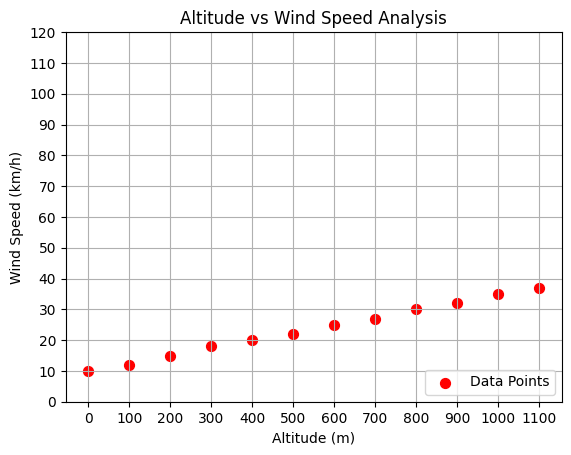 Altitude vs Wind Speed Analysis
120
110
100
90
80
70
60
50
40
30
20
10
0
Wind Speed (km/h)
Data Points
0 100 200 300 400 500 600 700 800 900 1000 1100
Altitude (m)